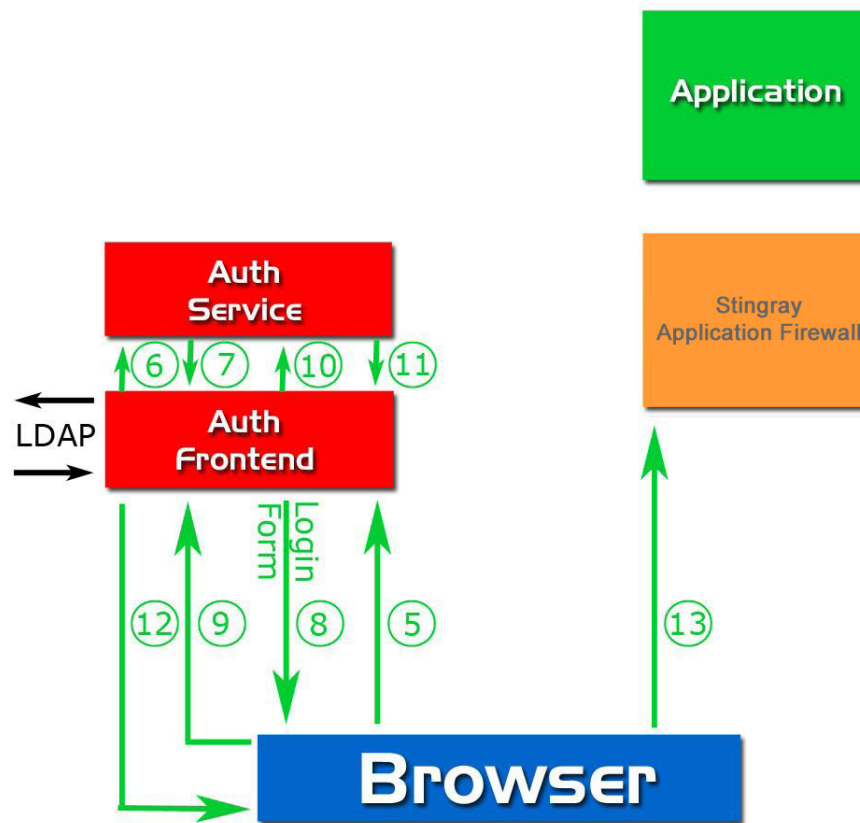 Application
Auth
Service
Stingray
Application Firewall
6
7
10
11
LDAP
Auth
Frontend
Login
Form
12
9
8
5
13
Browser